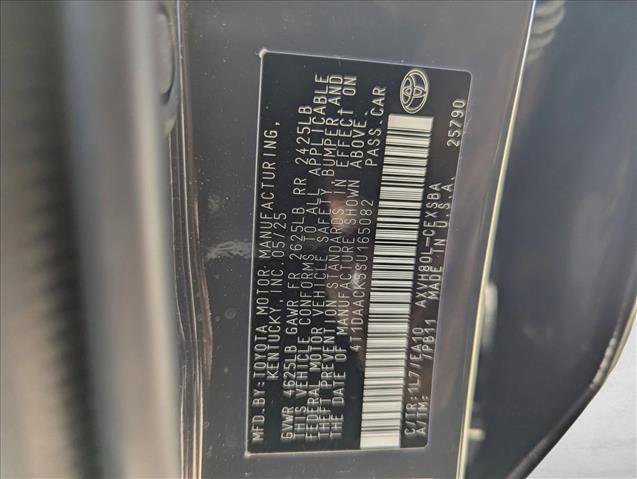 MFD.BY:TOYOTA MOTOR MANUFACTURING,
KENTUCKY, INC. 05/25
GVWR 4625LB GAWR FR 2625LB RR 2425LB
THIS VEHICLE CONFORMS TO ALL APPLICABLE
FEDERAL MOTOR VEHICLE SAFETY, BUMPER AND
THEFT PREVENTION STANDARDS IN EFFECT ON
THE DATE OF MANUFACTURE SHOWN ABOVE.
4T1DAACK5SU165082 PASS.CAR
C/TR:1L7/EA10 AXVH80L-CEXSBA
A/TM: /PB11 MADE IN U.S.A. 25790